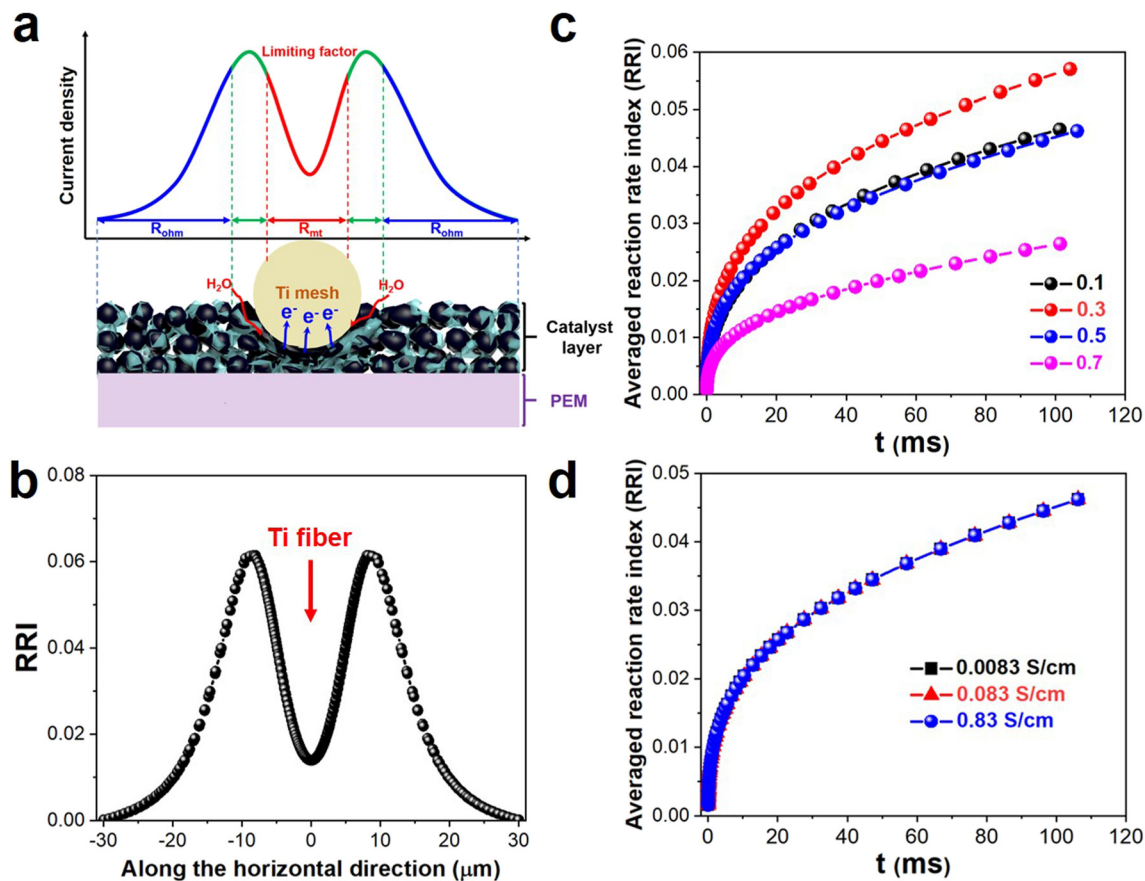 a
Current density
Limiting factor
R_ohm
R_mt
R_ohm
H₂O
Ti mesh
H₂O
e⁻ e⁻ e⁻
Catalyst
layer
PEM
b
RRI
0.08
0.06
0.04
0.02
0.00
Ti fiber
-30 -20 -10 0 10 20 30
Along the horizontal direction (μm)
c
Averaged reaction rate index (RRI)
0.06
0.05
0.04
0.03
0.02
0.01
0.00
0.1
0.3
0.5
0.7
0 20 40 60 80 100 120
t (ms)
d
Averaged reaction rate index (RRI)
0.05
0.04
0.03
0.02
0.01
0.00
0.0083 S/cm
0.083 S/cm
0.83 S/cm
0 20 40 60 80 100 120
t (ms)